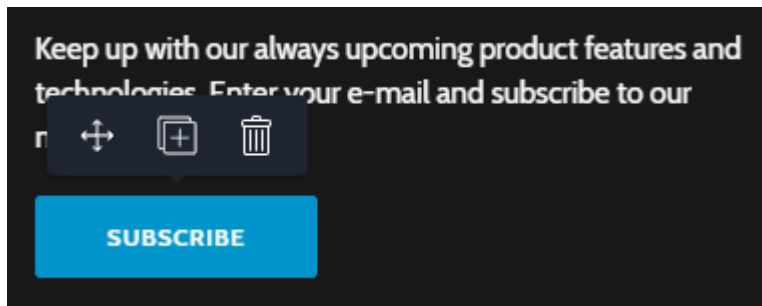 Keep up with our always upcoming product features and
technologies. Enter your e-mail and subscribe to our
SUBSCRIBE